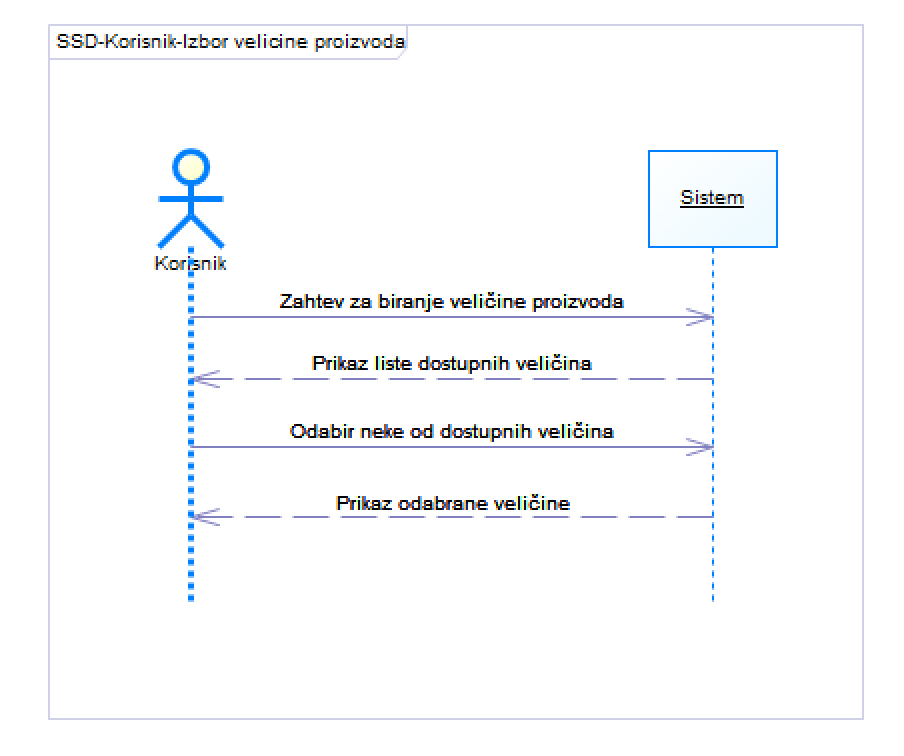 SSD-Korisnik-Izbor velicine proizvoda
Sistem
Korisnik
Zahtev za biranje veličine proizvoda
Prikaz liste dostupnih veličina
Odabir neke od dostupnih veličina
Prikaz odabrane veličine